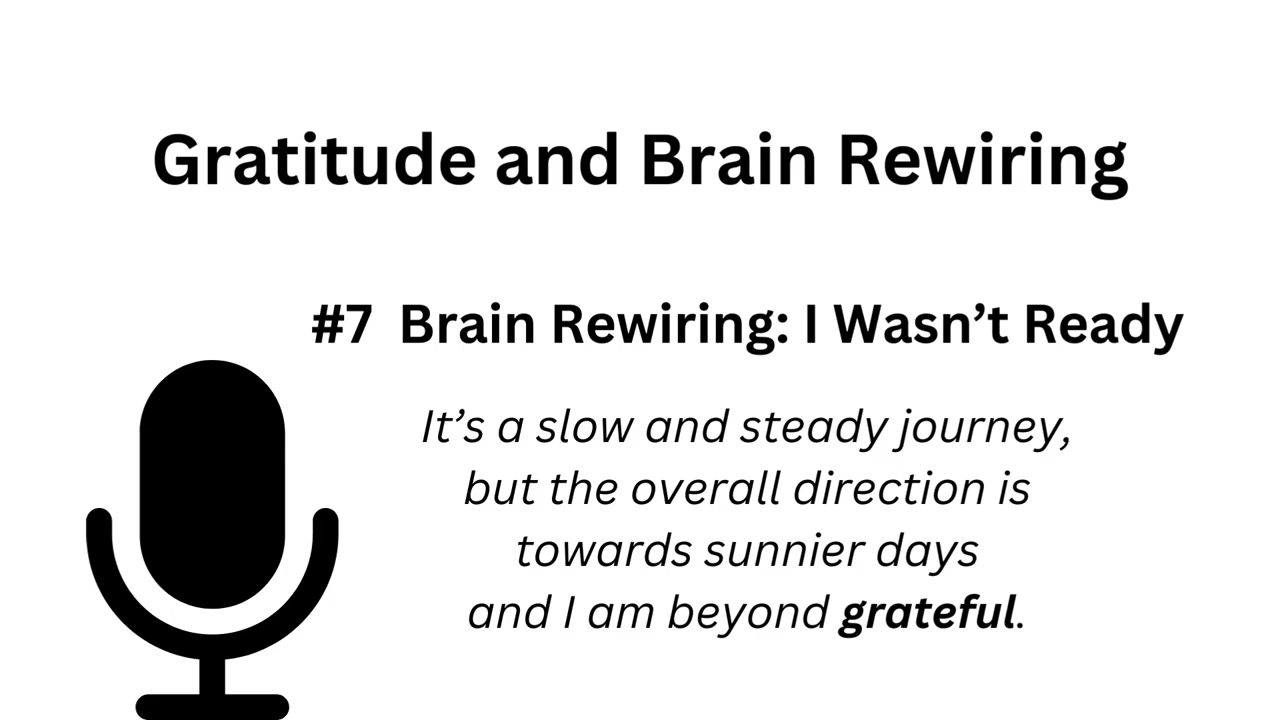 Gratitude and Brain Rewiring
#7 Brain Rewiring: I Wasn’t Ready
It’s a slow and steady journey,
but the overall direction is
towards sunnier days
and I am beyond grateful.